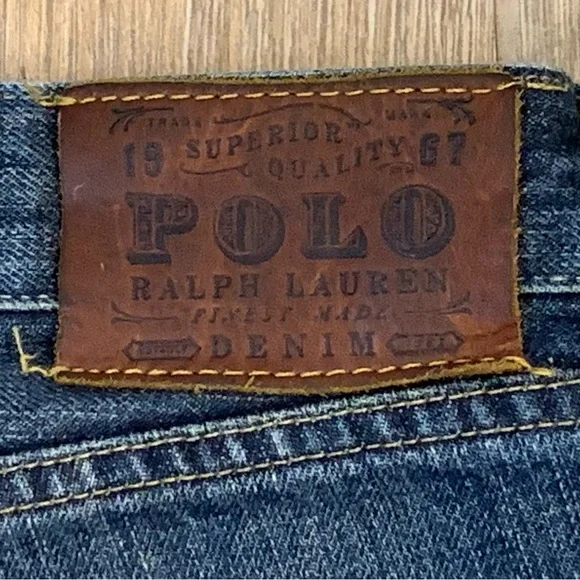 TRADE MARK
19 SUPERIOR QUALITY 67
POLO
RALPH LAUREN
FINEST MADE
DENIM